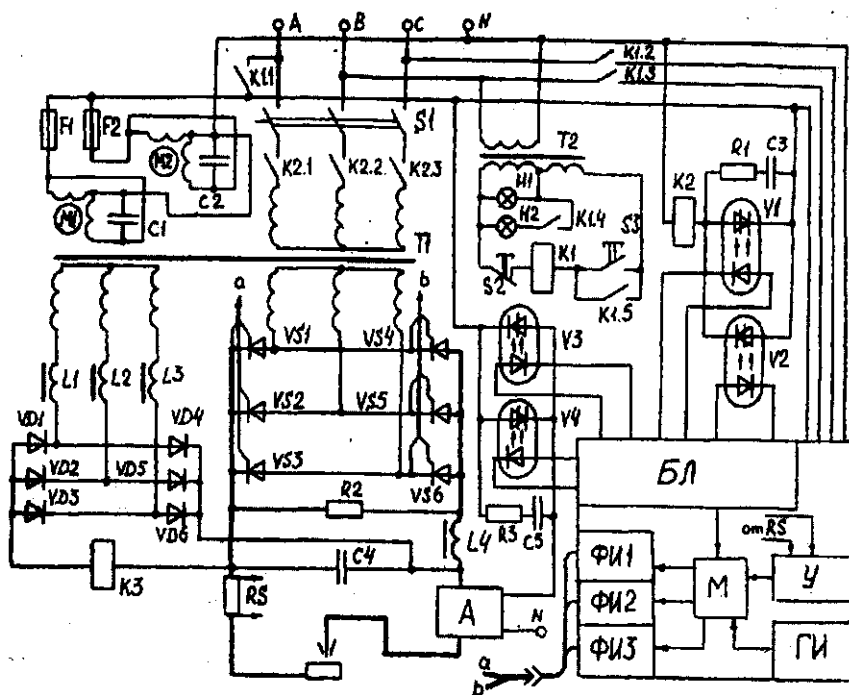 A B C N
K1.1
K1.2
K1.3
F1 F2
S1
M2
C2
K2.1 K2.2 K2.3
T2
R1 C3
H1
K2
H2 K1.4 S3
V1
M1
C1
T1
a b
S2 K1
K1.5
VS1 VS4
V3
V2
L1 L2 L3
VS2 VS5
V4
VD1 VD4
VD2 VD5
БЛ
VS3 VS6
VD3
R2
VD6
R3 C5
L4
от RS
C4
ФИ1
K3
RS
A
М У
ФИ2
N
ФИ3 ГИ
a
b